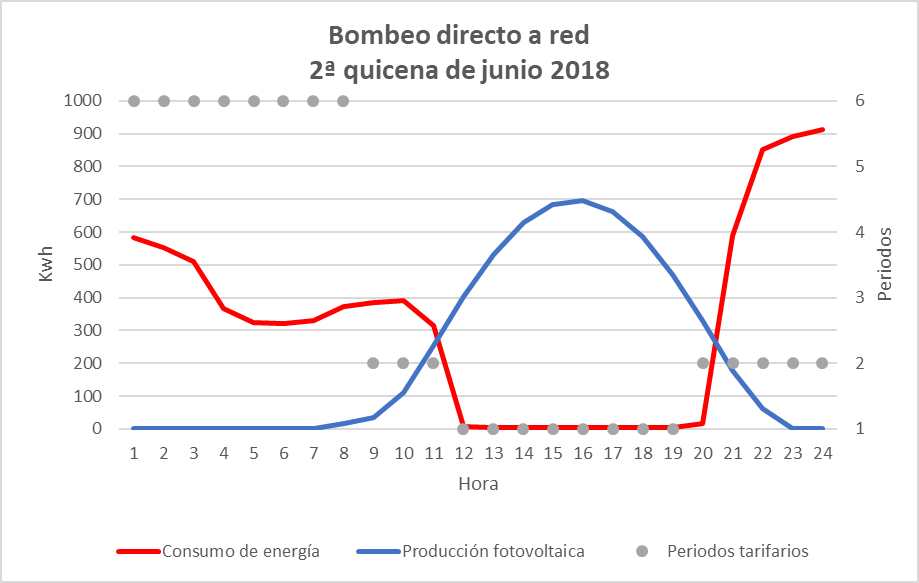 Bombeo directo a red
2ª quicena de junio 2018
1000
900
800
700
600
500
400
300
200
100
0
Kwh
6
5
4
3
2
1
Periodos
1 2 3 4 5 6 7 8 9 10 11 12 13 14 15 16 17 18 19 20 21 22 23 24
Hora
Consumo de energía Producción fotovoltaica Periodos tarifarios